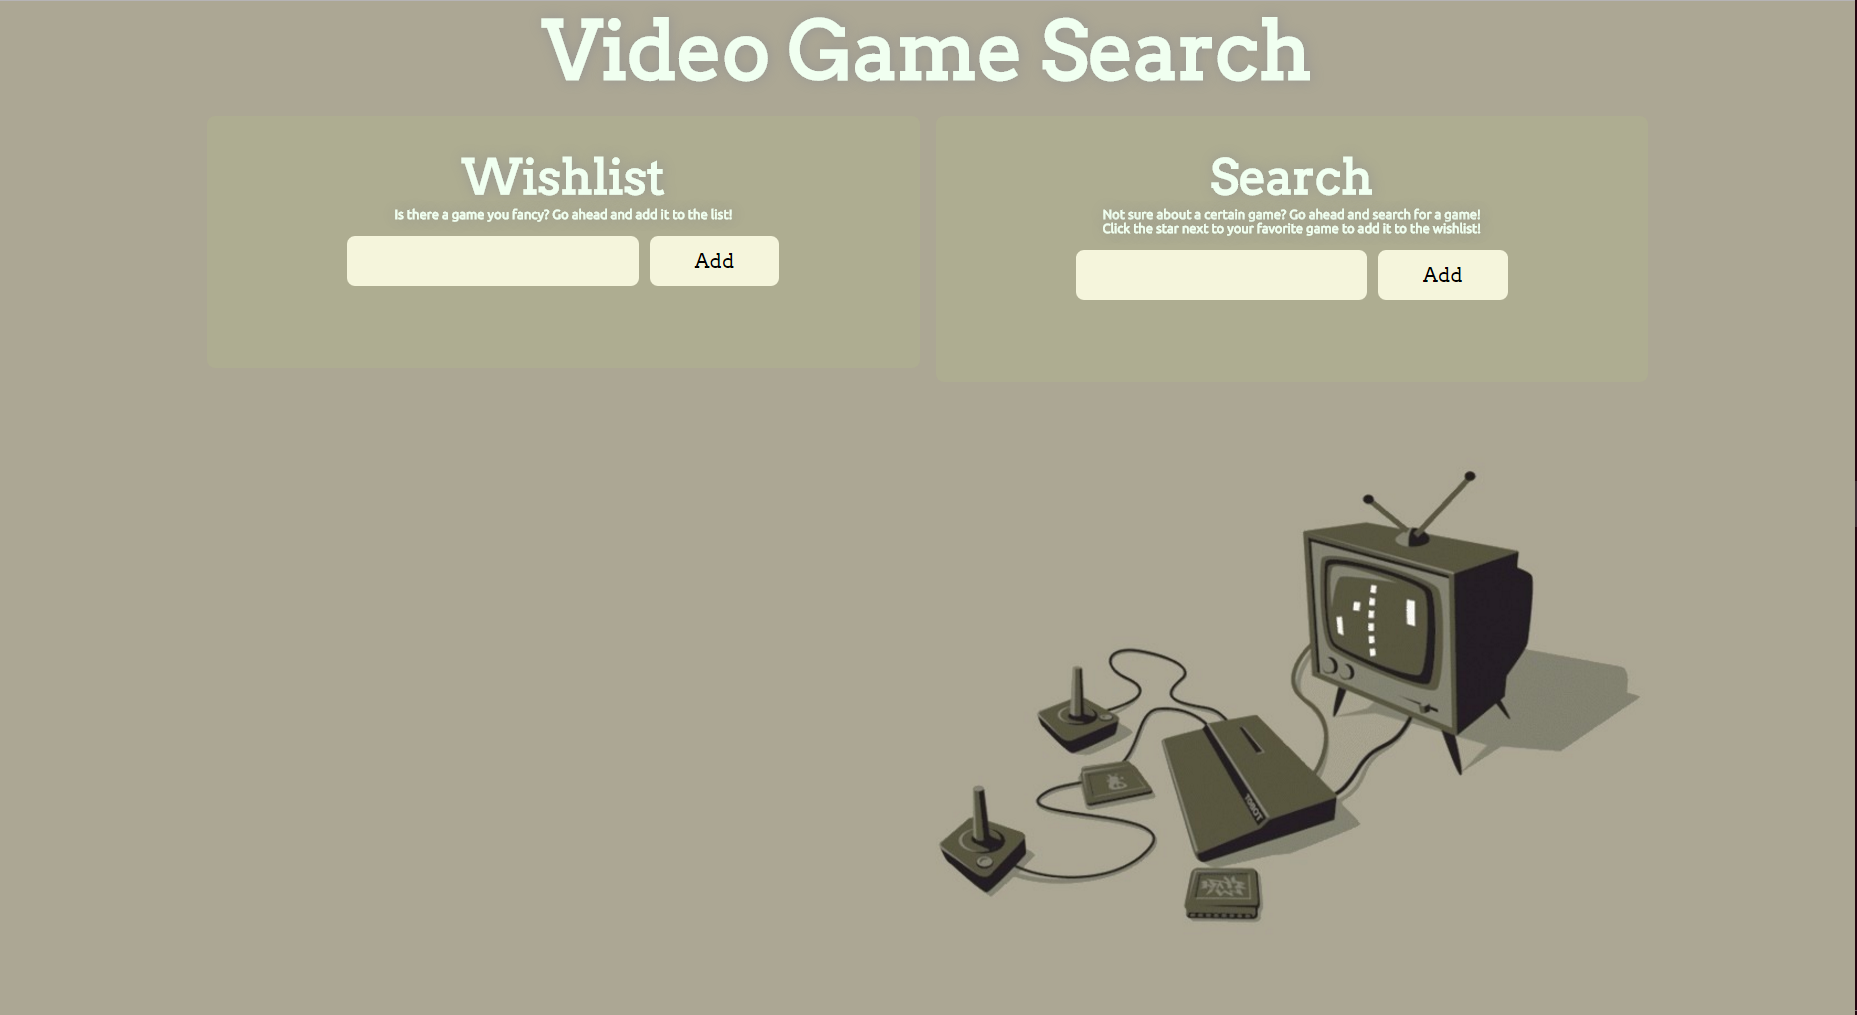 Video Game Search
Wishlist
Is there a game you fancy? Go ahead and add it to the list!
Add
Search
Not sure about a certain game? Go ahead and search for a game!
Click the star next to your favorite game to add it to the wishlist!
Add